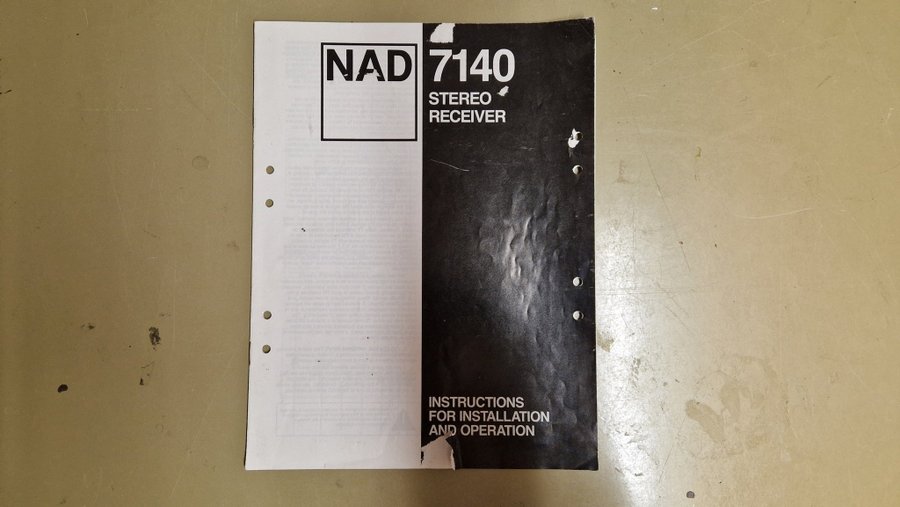 NAD
7140
STEREO
RECEIVER
INSTRUCTIONS
FOR INSTALLATION
AND OPERATION